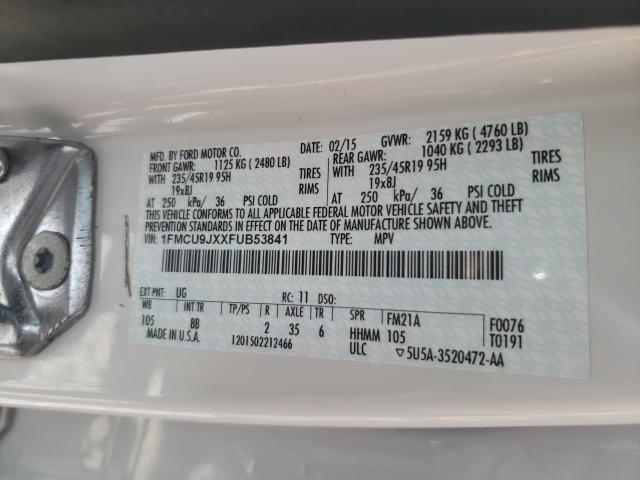 MFD. BY FORD MOTOR CO.
DATE: 02/15 GVWR: 2159 KG ( 4760 LB)
FRONT GAWR: 1125 KG ( 2480 LB)
REAR GAWR: 1040 KG ( 2293 LB)
WITH 235/45R19 95H TIRES
WITH 235/45R19 95H TIRES
19x8J RIMS
19x8J RIMS
AT 250 kPa/ 36 PSI COLD
AT 250 kPa/ 36 PSI COLD
THIS VEHICLE CONFORMS TO ALL APPLICABLE FEDERAL MOTOR VEHICLE SAFETY AND THEFT
PREVENTION STANDARDS IN EFFECT ON THE DATE OF MANUFACTURE SHOWN ABOVE.
VIN: 1FMCU9JXXFUB53841 TYPE: MPV
EXT PNT: UG RC: 11 DSO:
WB INT TR TP/PS R AXLE TR SPR FM21A F0076
105 8B 2 35 6 HHMM 105 T0191
MADE IN U.S.A. 1201502212466 ULC 5U5A-3520472-AA